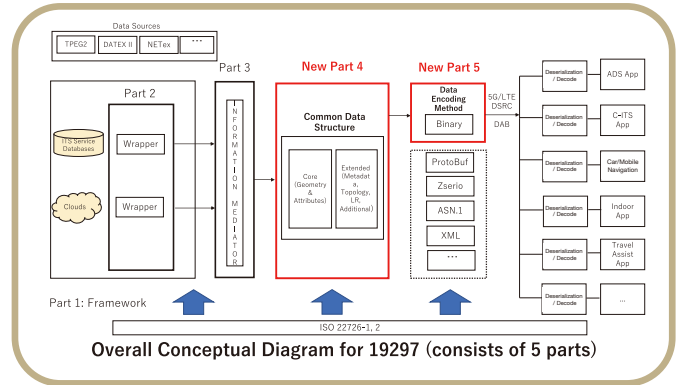 Data Sources
TPEG2
DATEX II
NETex
...
Part 2
Part 3
New Part 4
New Part 5
ITS Service
Databases
Wrapper
Clouds
Wrapper
INFORMATION MEDIATOR
Common Data
Structure
Core
(Geometry
&
Attributes)
Extended
(Metadat
a,
Topology,
LR,
Additional)
Data
Encoding
Method
Binary
ProtoBuf
Zserio
ASN.1
XML
...
5G/LTE
DSRC
DAB
Deserialization
/ Decode
ADS App
Deserialization
/ Decode
C-ITS
App
Deserialization
/ Decode
Car/Mobile
Navigation
Deserialization
/ Decode
Indoor
App
Deserialization
/ Decode
Travel
Assist
App
Deserialization
/ Decode
...
Part 1: Framework
ISO 22726-1, 2
Overall Conceptual Diagram for 19297 (consists of 5 parts)